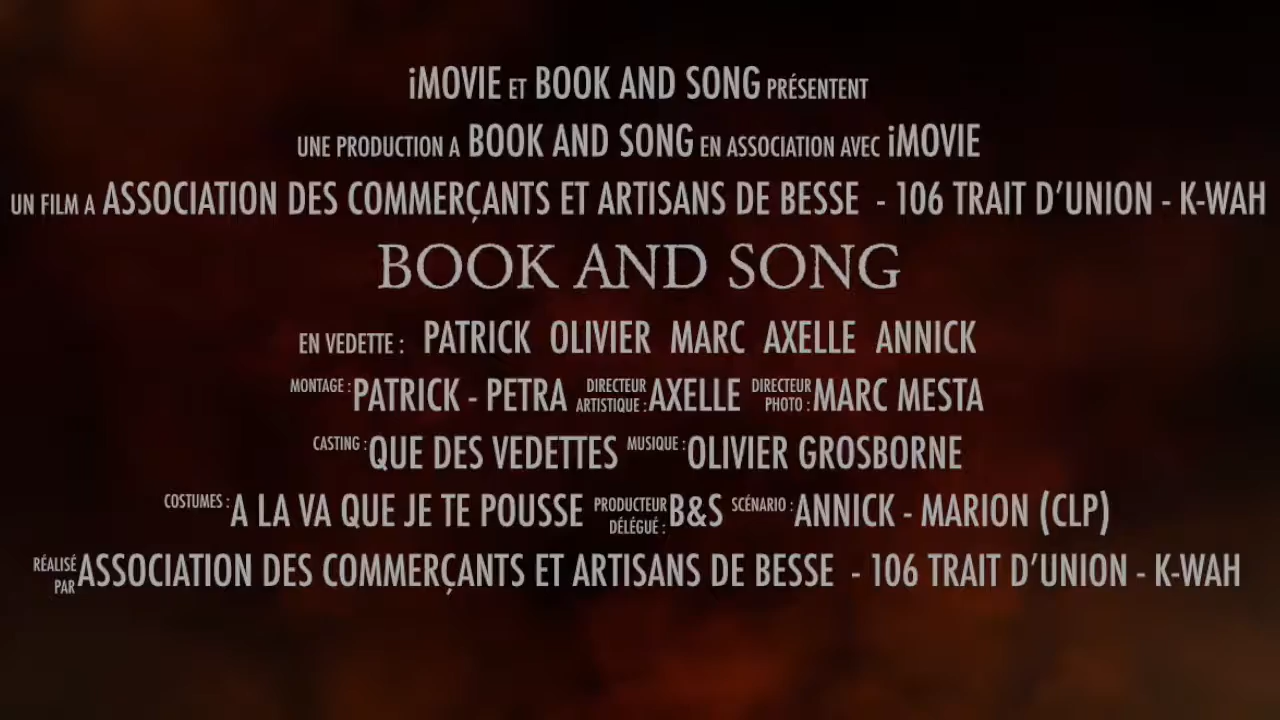 iMOVIE ET BOOK AND SONG PRÉSENTENT
UNE PRODUCTION A BOOK AND SONG EN ASSOCIATION AVEC iMOVIE
UN FILM A ASSOCIATION DES COMMERÇANTS ET ARTISANS DE BESSE - 106 TRAIT D'UNION - K-WAH
BOOK AND SONG
EN VEDETTE : PATRICK OLIVIER MARC AXELLE ANNICK
MONTAGE : PATRICK - PETRA DIRECTEUR ARTISTIQUE : AXELLE DIRECTEUR PHOTO : MARC MESTA
CASTING : QUE DES VEDETTES MUSIQUE : OLIVIER GROSBORNE
COSTUMES : A LA VA QUE JE TE POUSSE PRODUCTEUR DÉLÉGUÉ : B&S SCÉNARIO : ANNICK - MARION (CLP)
RÉALISÉ PAR ASSOCIATION DES COMMERÇANTS ET ARTISANS DE BESSE - 106 TRAIT D'UNION - K-WAH